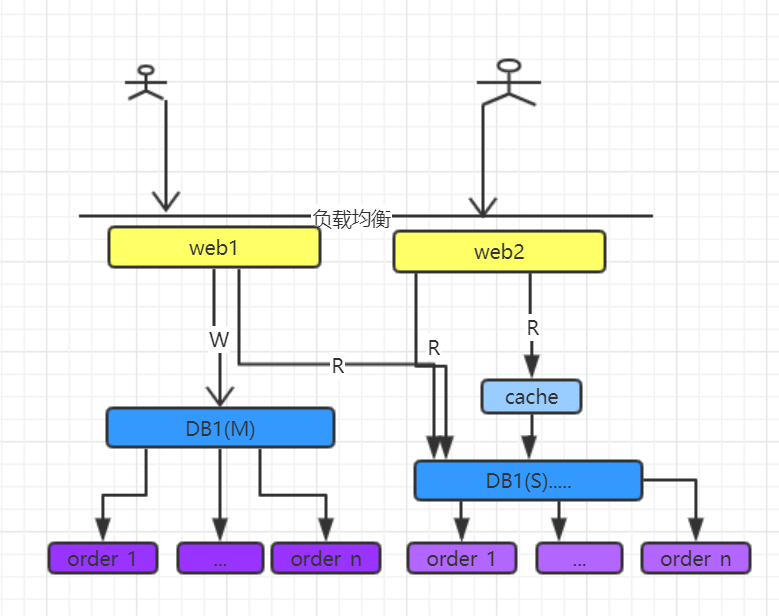 负载均衡
web1
web2
W
R
R
R
cache
DB1(M)
DB1(S).....
order 1
...
order n
order 1
...
order n